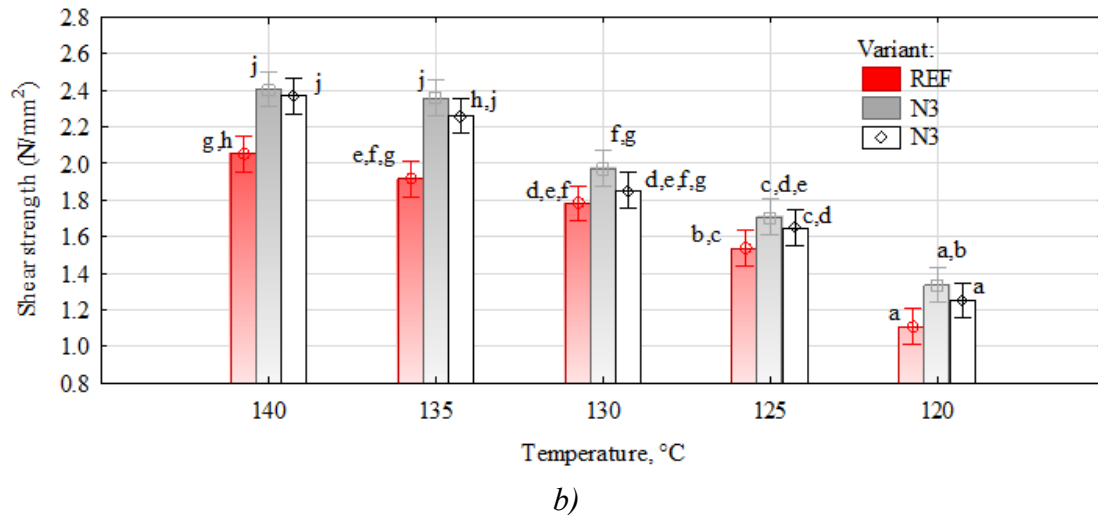 2.8
2.6
2.4
2.2
2.0
1.8
1.6
1.4
1.2
1.0
0.8
Shear strength (N/mm²)
Variant:
REF
N3
N3
g,h
j
j
e,f,g
j
h,j
d,e,f
f,g
d,e,f,g
b,c
c,d,e
c,d
a
a,b
a
140 135 130 125 120
Temperature, °C
b)